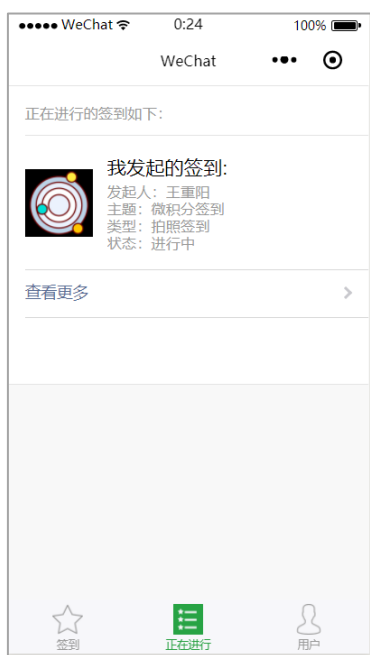 WeChat 0:24 100%
WeChat
正在进行的签到如下:
我发起的签到:
发起人：王重阳
主题：微积分签到
类型：拍照签到
状态：进行中
查看更多
签到 正在进行 用户